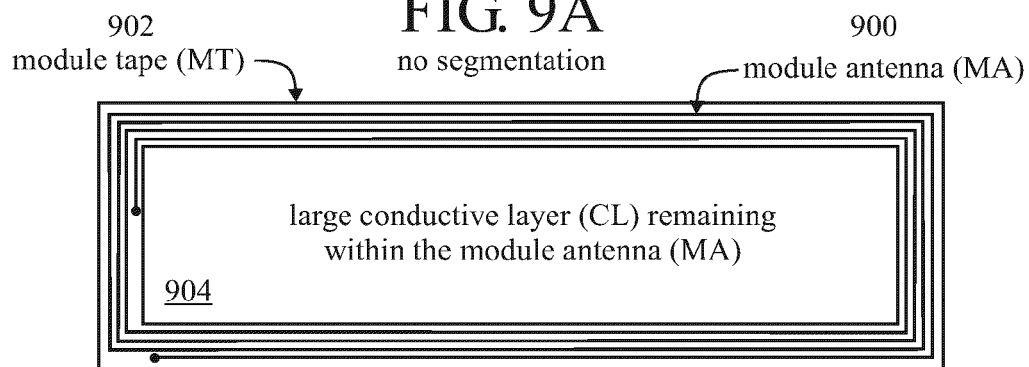 FIG. 9A
902
900
module tape (MT)
no segmentation
module antenna (MA)
large conductive layer (CL) remaining
within the module antenna (MA)
904